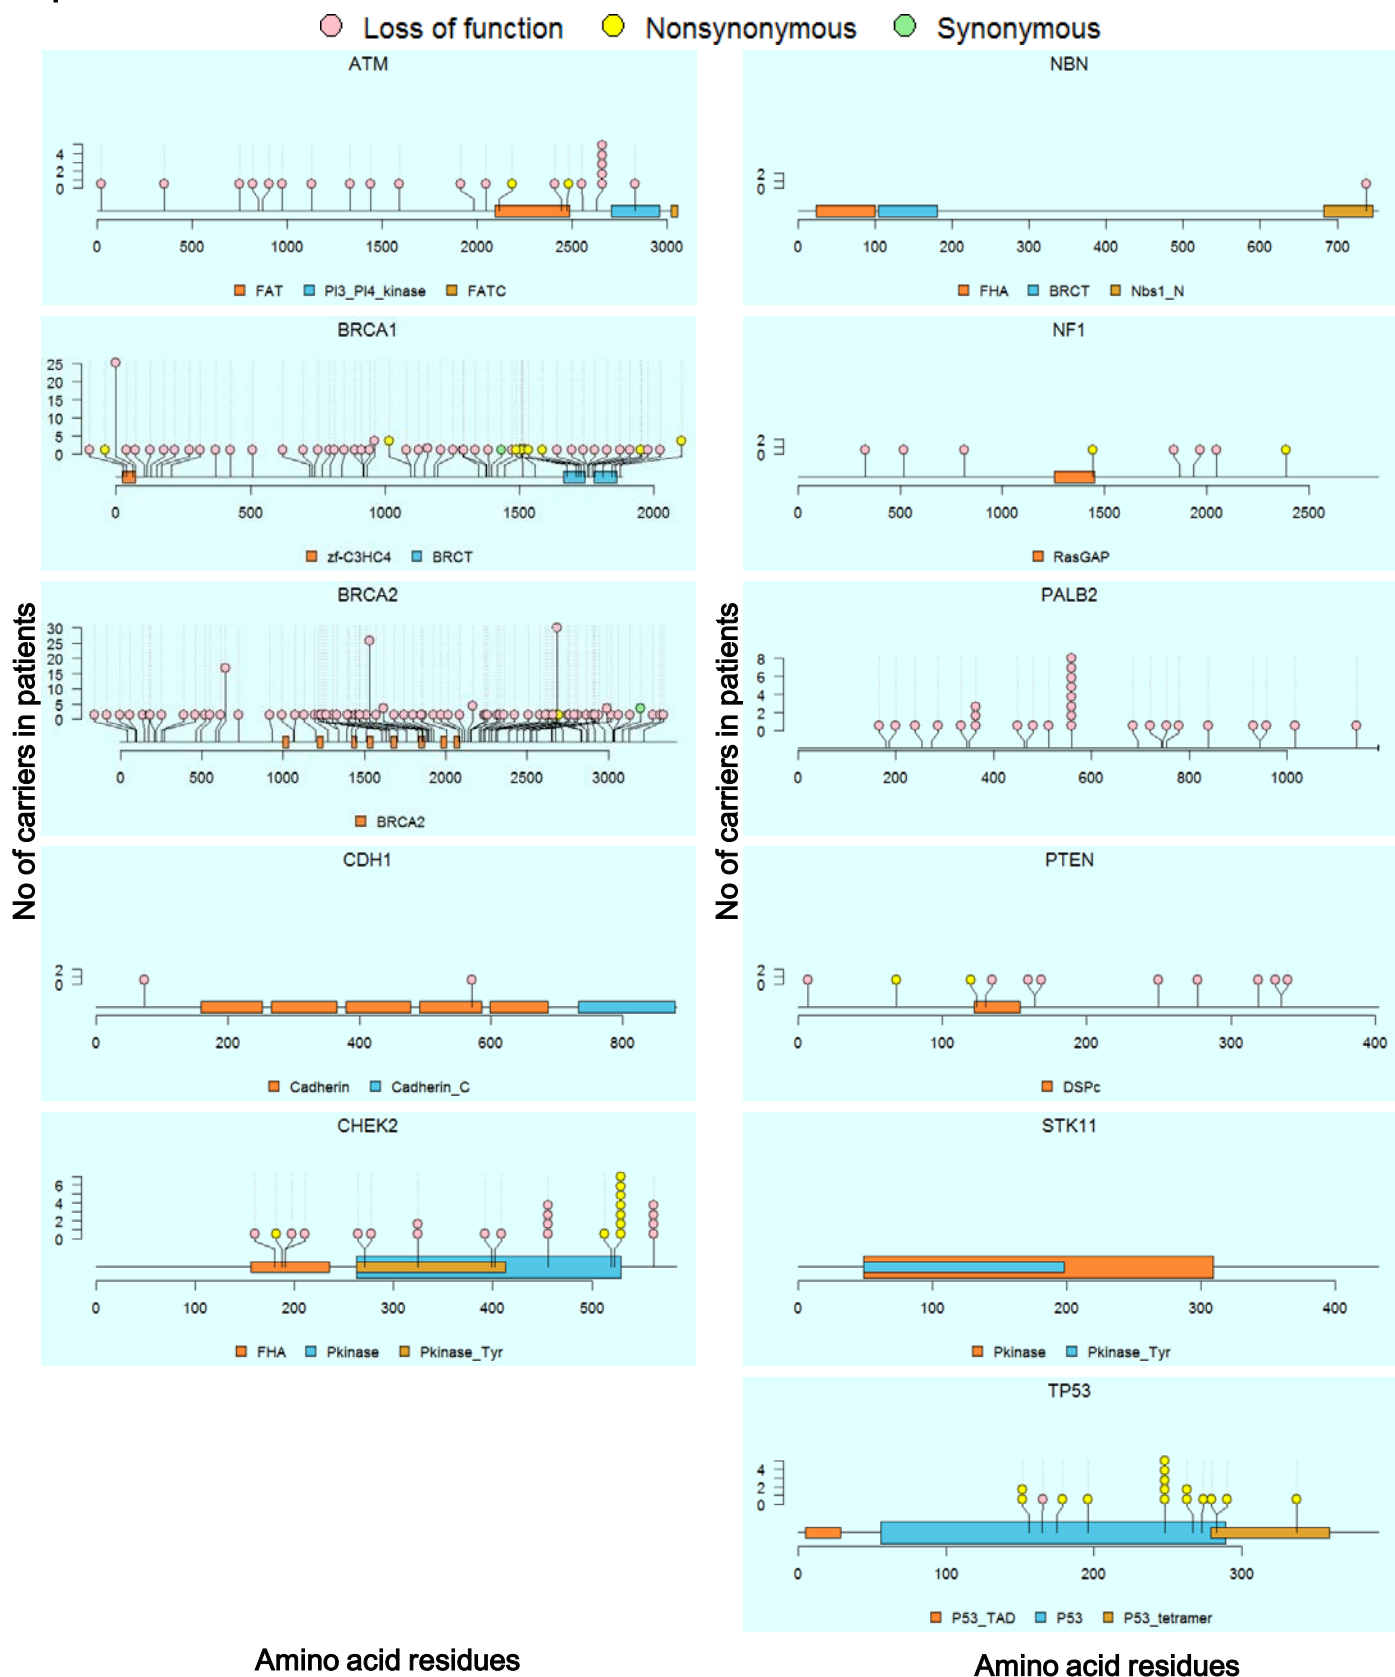 Loss of function Nonsynonymous Synonymous
ATM
4
2
0
0 500 1000 1500 2000 2500 3000
FAT PI3_PI4_kinase FATC
BRCA1
25
20
15
10
5
0
0 500 1000 1500 2000
zf-C3HC4 BRCT
BRCA2
30
25
20
15
10
5
0
0 500 1000 1500 2000 2500 3000
BRCA2
CDH1
2
0
0 200 400 600 800
Cadherin Cadherin_C
CHEK2
6
4
2
0
0 100 200 300 400 500
FHA Pkinase Pkinase_Tyr
No of carriers in patients
Amino acid residues
NBN
2
0
0 100 200 300 400 500 600 700
FHA BRCT Nbs1_N
NF1
2
0
0 500 1000 1500 2000 2500
RasGAP
PALB2
8
6
4
2
0
0 200 400 600 800 1000
PTEN
2
0
0 100 200 300 400
DSPc
STK11
0 100 200 300 400
Pkinase Pkinase_Tyr
TP53
4
2
0
0 100 200 300
P53_TAD P53 P53_tetramer
No of carriers in patients
Amino acid residues